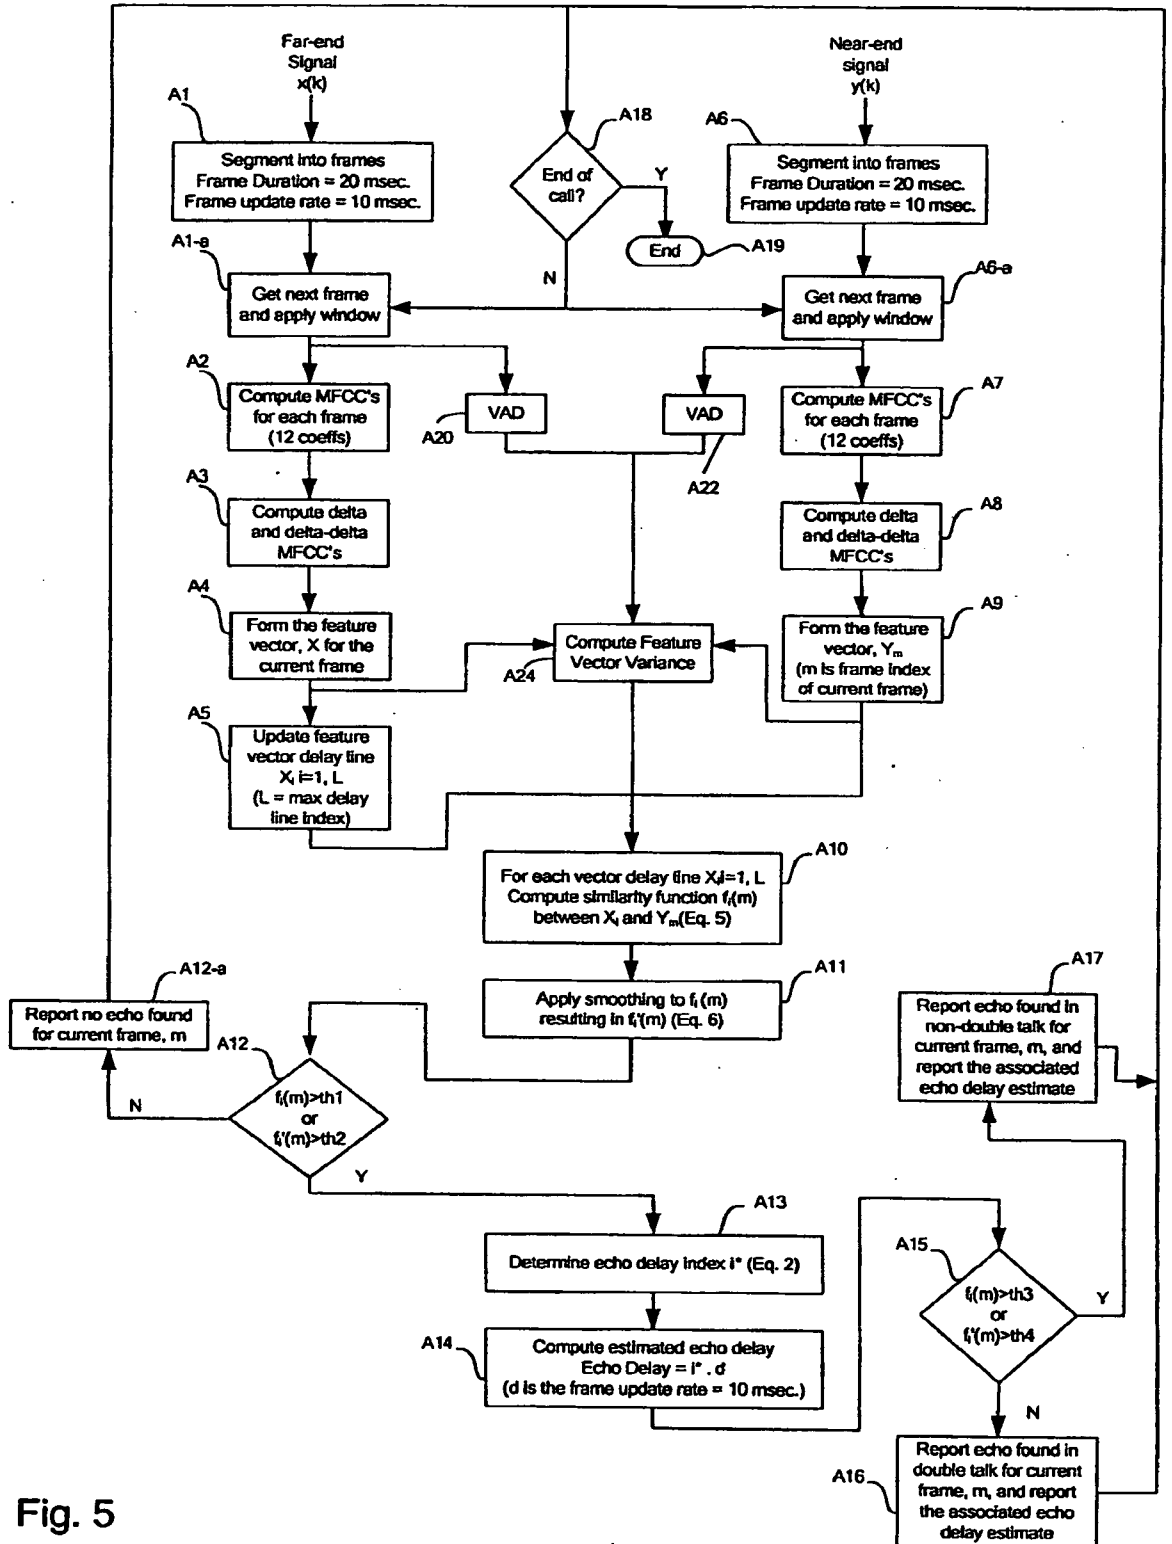 Far-end
Signal
x(k)
Near-end
signal
y(k)
A1
Segment into frames
Frame Duration = 20 msec.
Frame update rate = 10 msec.
A18
End of
call?
Y
N
End
A19
A6
Segment into frames
Frame Duration = 20 msec.
Frame update rate = 10 msec.
A1-a
Get next frame
and apply window
A6-a
Get next frame
and apply window
A2
Compute MFCC's
for each frame
(12 coeffs)
VAD
A20
VAD
A22
A7
Compute MFCC's
for each frame
(12 coeffs)
A3
Compute delta
and delta-delta
MFCC's
A8
Compute delta
and delta-delta
MFCC's
A4
Form the feature
vector, X for the
current frame
Compute Feature
Vector Variance
A24
A9
Form the feature
vector, Ym
(m is frame index
of current frame)
A5
Update feature
vector delay line
Xi i=1, L
(L = max delay
line index)
A10
For each vector delay line Xi,i=1, L
Compute similarity function fi(m)
between Xi and Ym(Eq. 5)
A11
Apply smoothing to fi (m)
resulting in fi'(m) (Eq. 6)
A12-a
Report no echo found
for current frame, m
A12
fi(m)>th1
or
fi'(m)>th2
N
Y
A17
Report echo found in
non-double talk for
current frame, m, and
report the associated
echo delay estimate
A13
Determine echo delay index i* (Eq. 2)
A14
Compute estimated echo delay
Echo Delay = i* . d
(d is the frame update rate = 10 msec.)
A15
fi(m)>th3
or
fi'(m)>th4
Y
N
A16
Report echo found in
double talk for current
frame, m, and report
the associated echo
delay estimate
Fig. 5